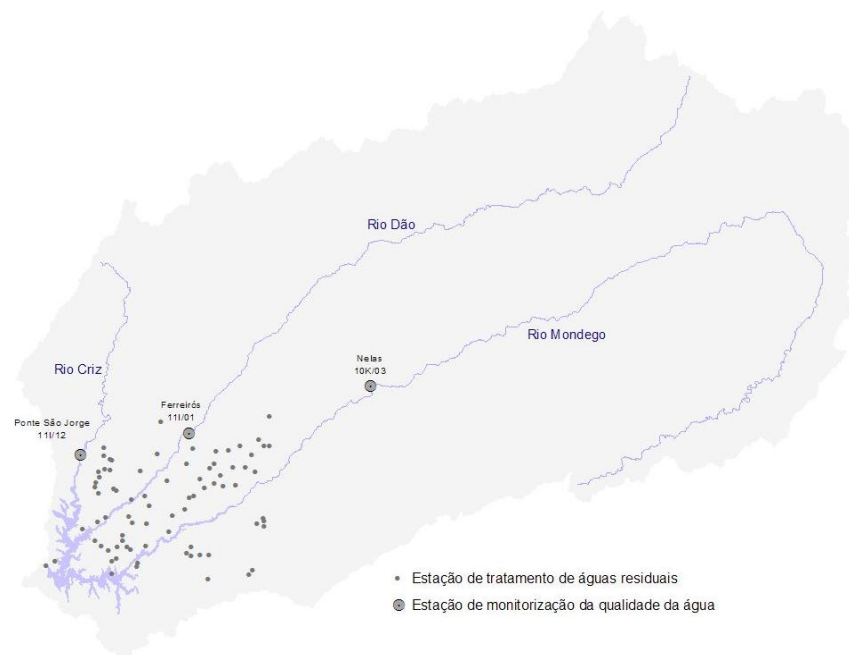 Rio Dão
Rio Mondego
Nelas
10K/03
Rio Criz
Ferreirós
11I/01
Ponte São Jorge
11I/12
Estação de tratamento de águas residuais
Estação de monitorização da qualidade da água